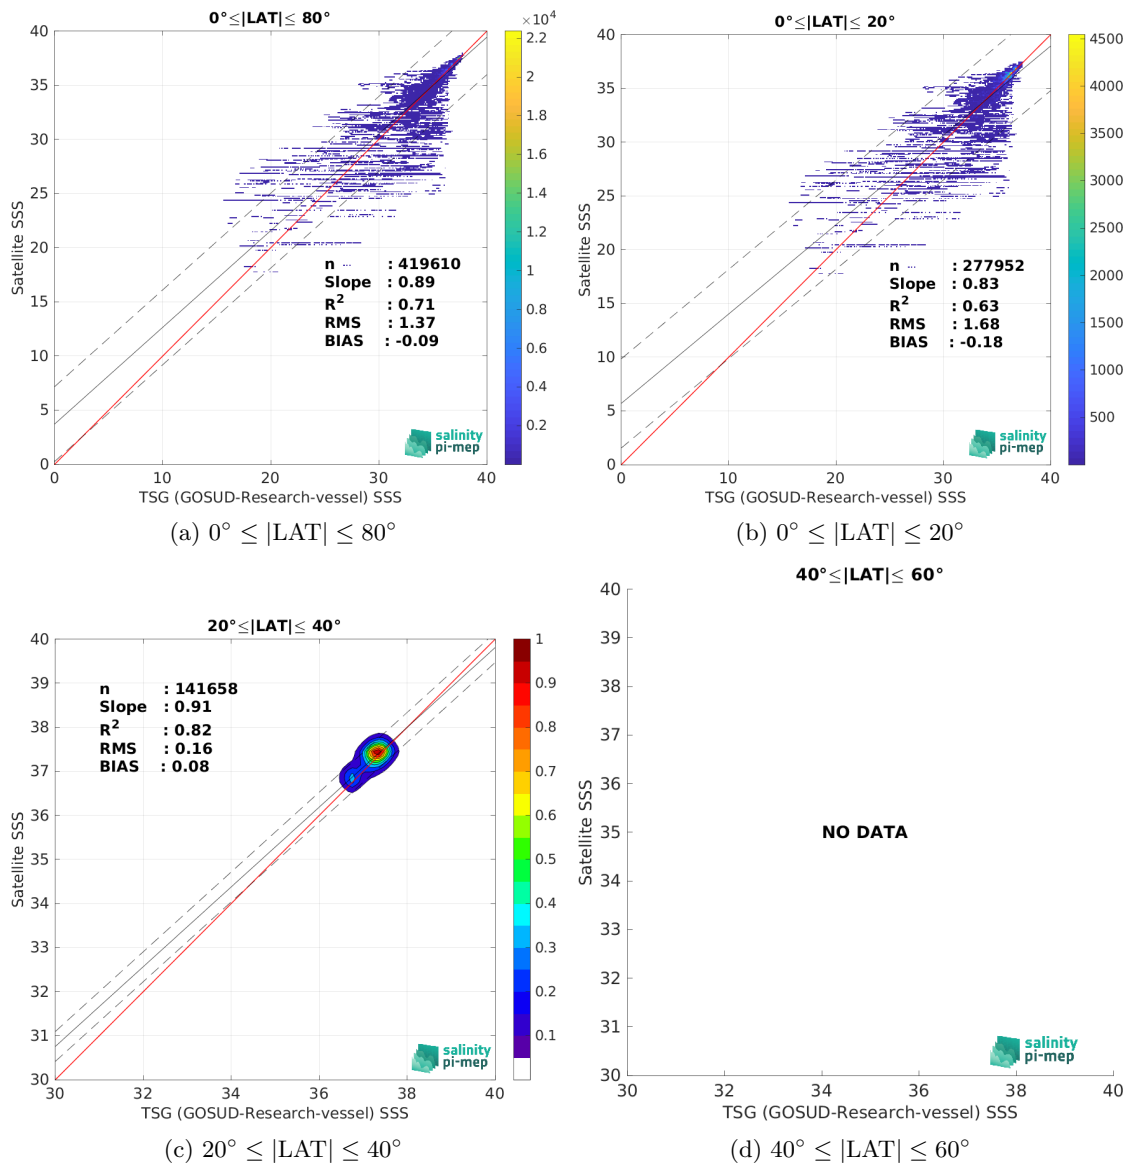 0°≤|LAT|≤ 80°
×10⁴
Satellite SSS
40
35
30
25
20
15
10
5
0
0
10
20
30
40
n : 419610
Slope : 0.89
R² : 0.71
RMS : 1.37
BIAS : -0.09
2.2
2
1.8
1.6
1.4
1.2
1
0.8
0.6
0.4
0.2
salinity
pi-mep
TSG (GOSUD-Research-vessel) SSS
(a) 0° ≤ |LAT| ≤ 80°
0°≤|LAT|≤ 20°
Satellite SSS
40
35
30
25
20
15
10
5
0
0
10
20
30
40
n : 277952
Slope : 0.83
R² : 0.63
RMS : 1.68
BIAS : -0.18
4500
4000
3500
3000
2500
2000
1500
1000
500
salinity
pi-mep
TSG (GOSUD-Research-vessel) SSS
(b) 0° ≤ |LAT| ≤ 20°
20°≤|LAT|≤ 40°
Satellite SSS
40
39
38
37
36
35
34
33
32
31
30
30
32
34
36
38
40
n : 141658
Slope : 0.91
R² : 0.82
RMS : 0.16
BIAS : 0.08
1
0.9
0.8
0.7
0.6
0.5
0.4
0.3
0.2
0.1
salinity
pi-mep
TSG (GOSUD-Research-vessel) SSS
(c) 20° ≤ |LAT| ≤ 40°
40°≤|LAT|≤ 60°
Satellite SSS
40
39
38
37
36
35
34
33
32
31
30
30
32
34
36
38
40
NO DATA
salinity
pi-mep
TSG (GOSUD-Research-vessel) SSS
(d) 40° ≤ |LAT| ≤ 60°